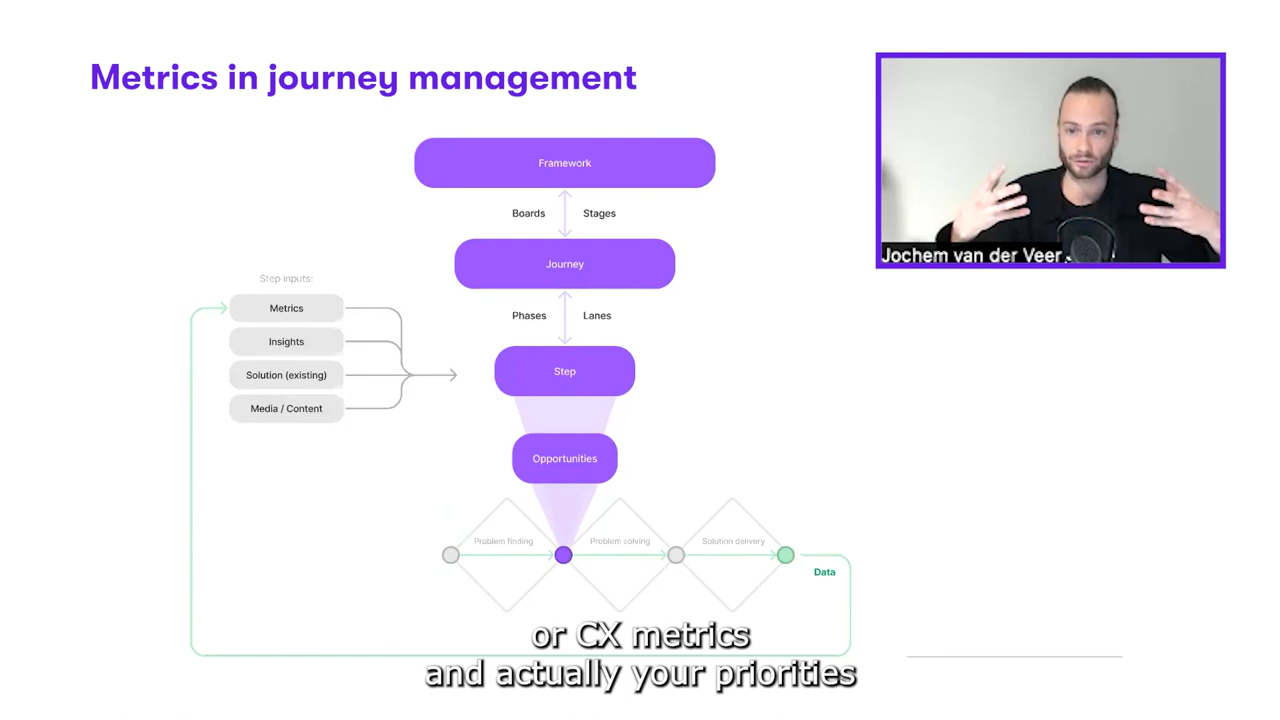 Metrics in journey management
Framework
Boards
Stages
Journey
Jochem van der Veer
Step inputs:
Metrics
Phases
Lanes
Insights
Solution (existing)
Step
Media / Content
Opportunities
Problem finding
Problem solving
Solution delivery
Data
or CX metrics
and actually your priorities